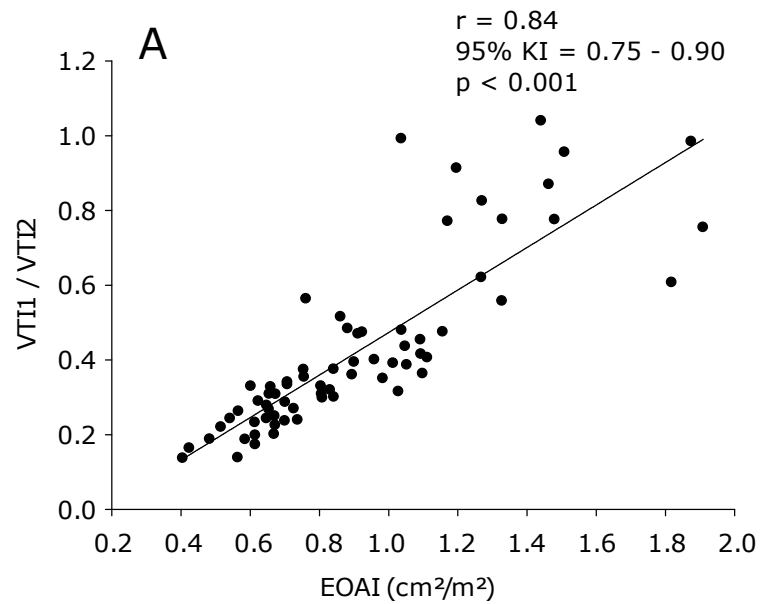 A
r = 0.84
95% KI = 0.75 - 0.90
p < 0.001
1.2
1.0
0.8
0.6
0.4
0.2
0.0
VTI1 / VTI2
0.2 0.4 0.6 0.8 1.0 1.2 1.4 1.6 1.8 2.0
EOAI (cm²/m²)